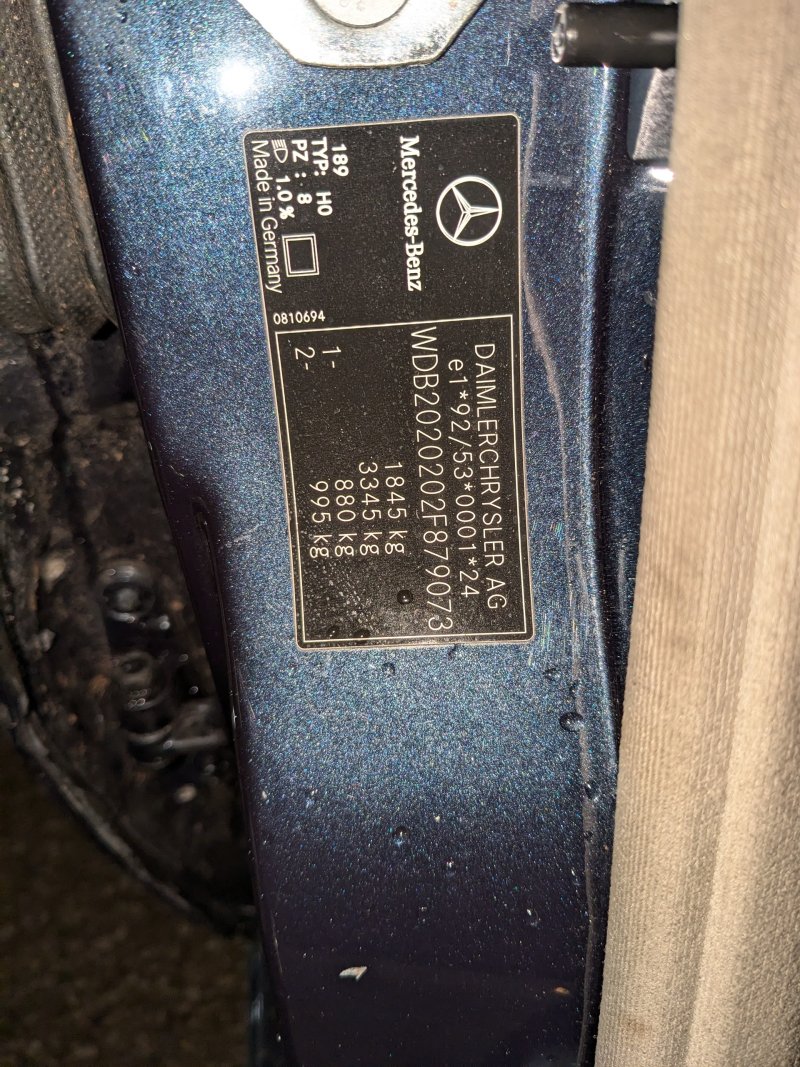 Mercedes-Benz
189
TYP: H0
PZ : 8
1.0 %
Made in Germany
0810694
DAIMLERCHRYSLER AG
e1*92/53*0001*24
WDB2020202F879073
1845 kg
3345 kg
1- 880 kg
2- 995 kg